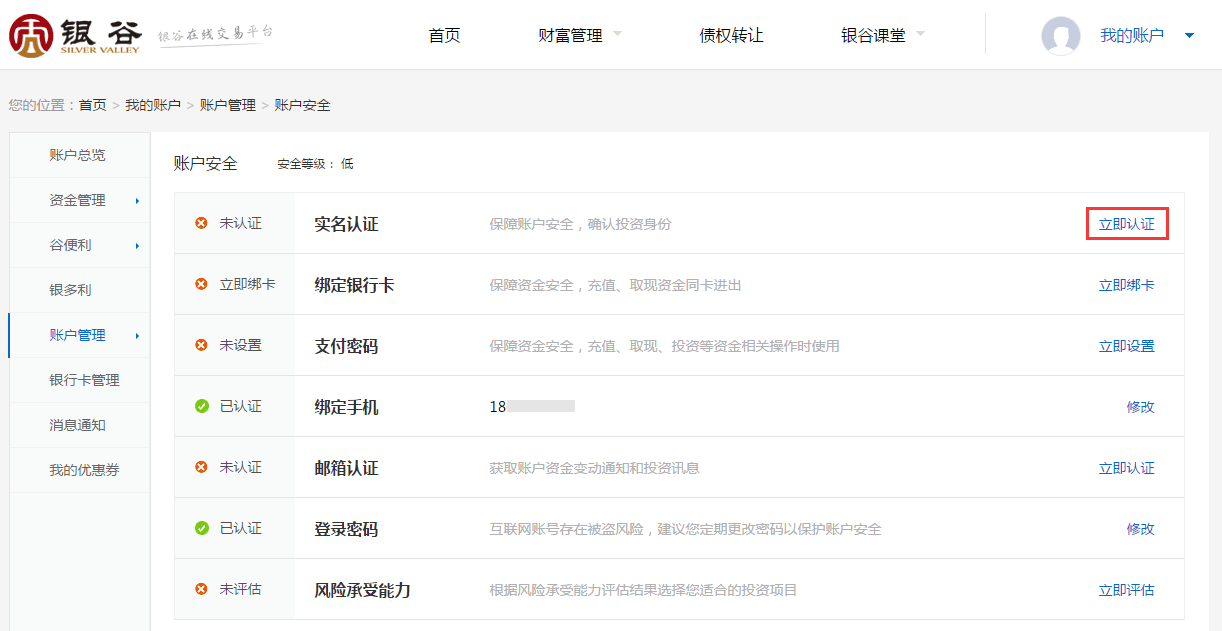 银谷 SILVER VALLEY 银谷在线交易平台 首页 财富管理 债权转让 银谷课堂 我的账户
您的位置：首页 > 我的账户 > 账户管理 > 账户安全
账户总览
资金管理
谷便利
银多利
账户管理
银行卡管理
消息通知
我的优惠券
账户安全 安全等级： 低
未认证 实名认证 保障账户安全，确认投资身份 立即认证
立即绑卡 绑定银行卡 保障资金安全，充值、取现资金同卡进出 立即绑卡
未设置 支付密码 保障资金安全，充值、取现、投资等资金相关操作时使用 立即设置
已认证 绑定手机 18 修改
未认证 邮箱认证 获取账户资金变动通知和投资讯息 立即认证
已认证 登录密码 互联网账号存在被盗风险，建议您定期更改密码以保护账户安全 修改
未评估 风险承受能力 根据风险承受能力评估结果选择您适合的投资项目 立即评估